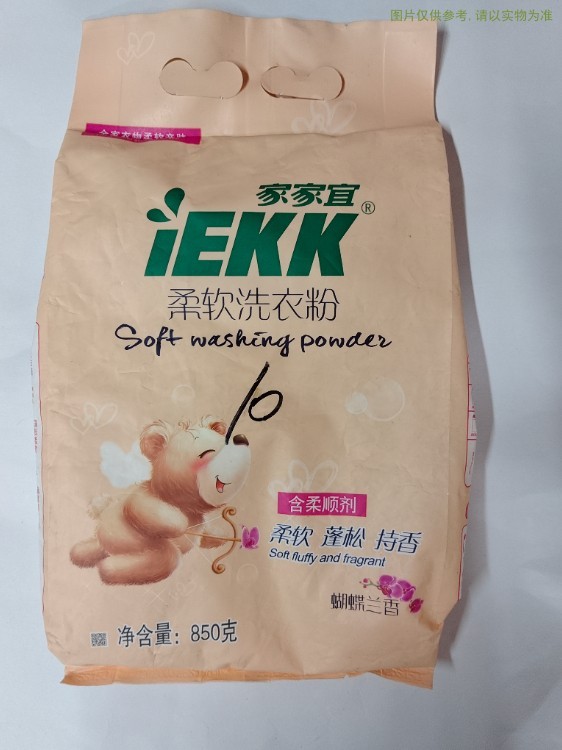 图片仅供参考, 请以实物为准
家家宜
iEKK®
柔软洗衣粉
Soft washing powder
10
含柔顺剂
柔软 蓬松 持香
Soft fluffy and fragrant
蝴蝶兰香
净含量: 850克